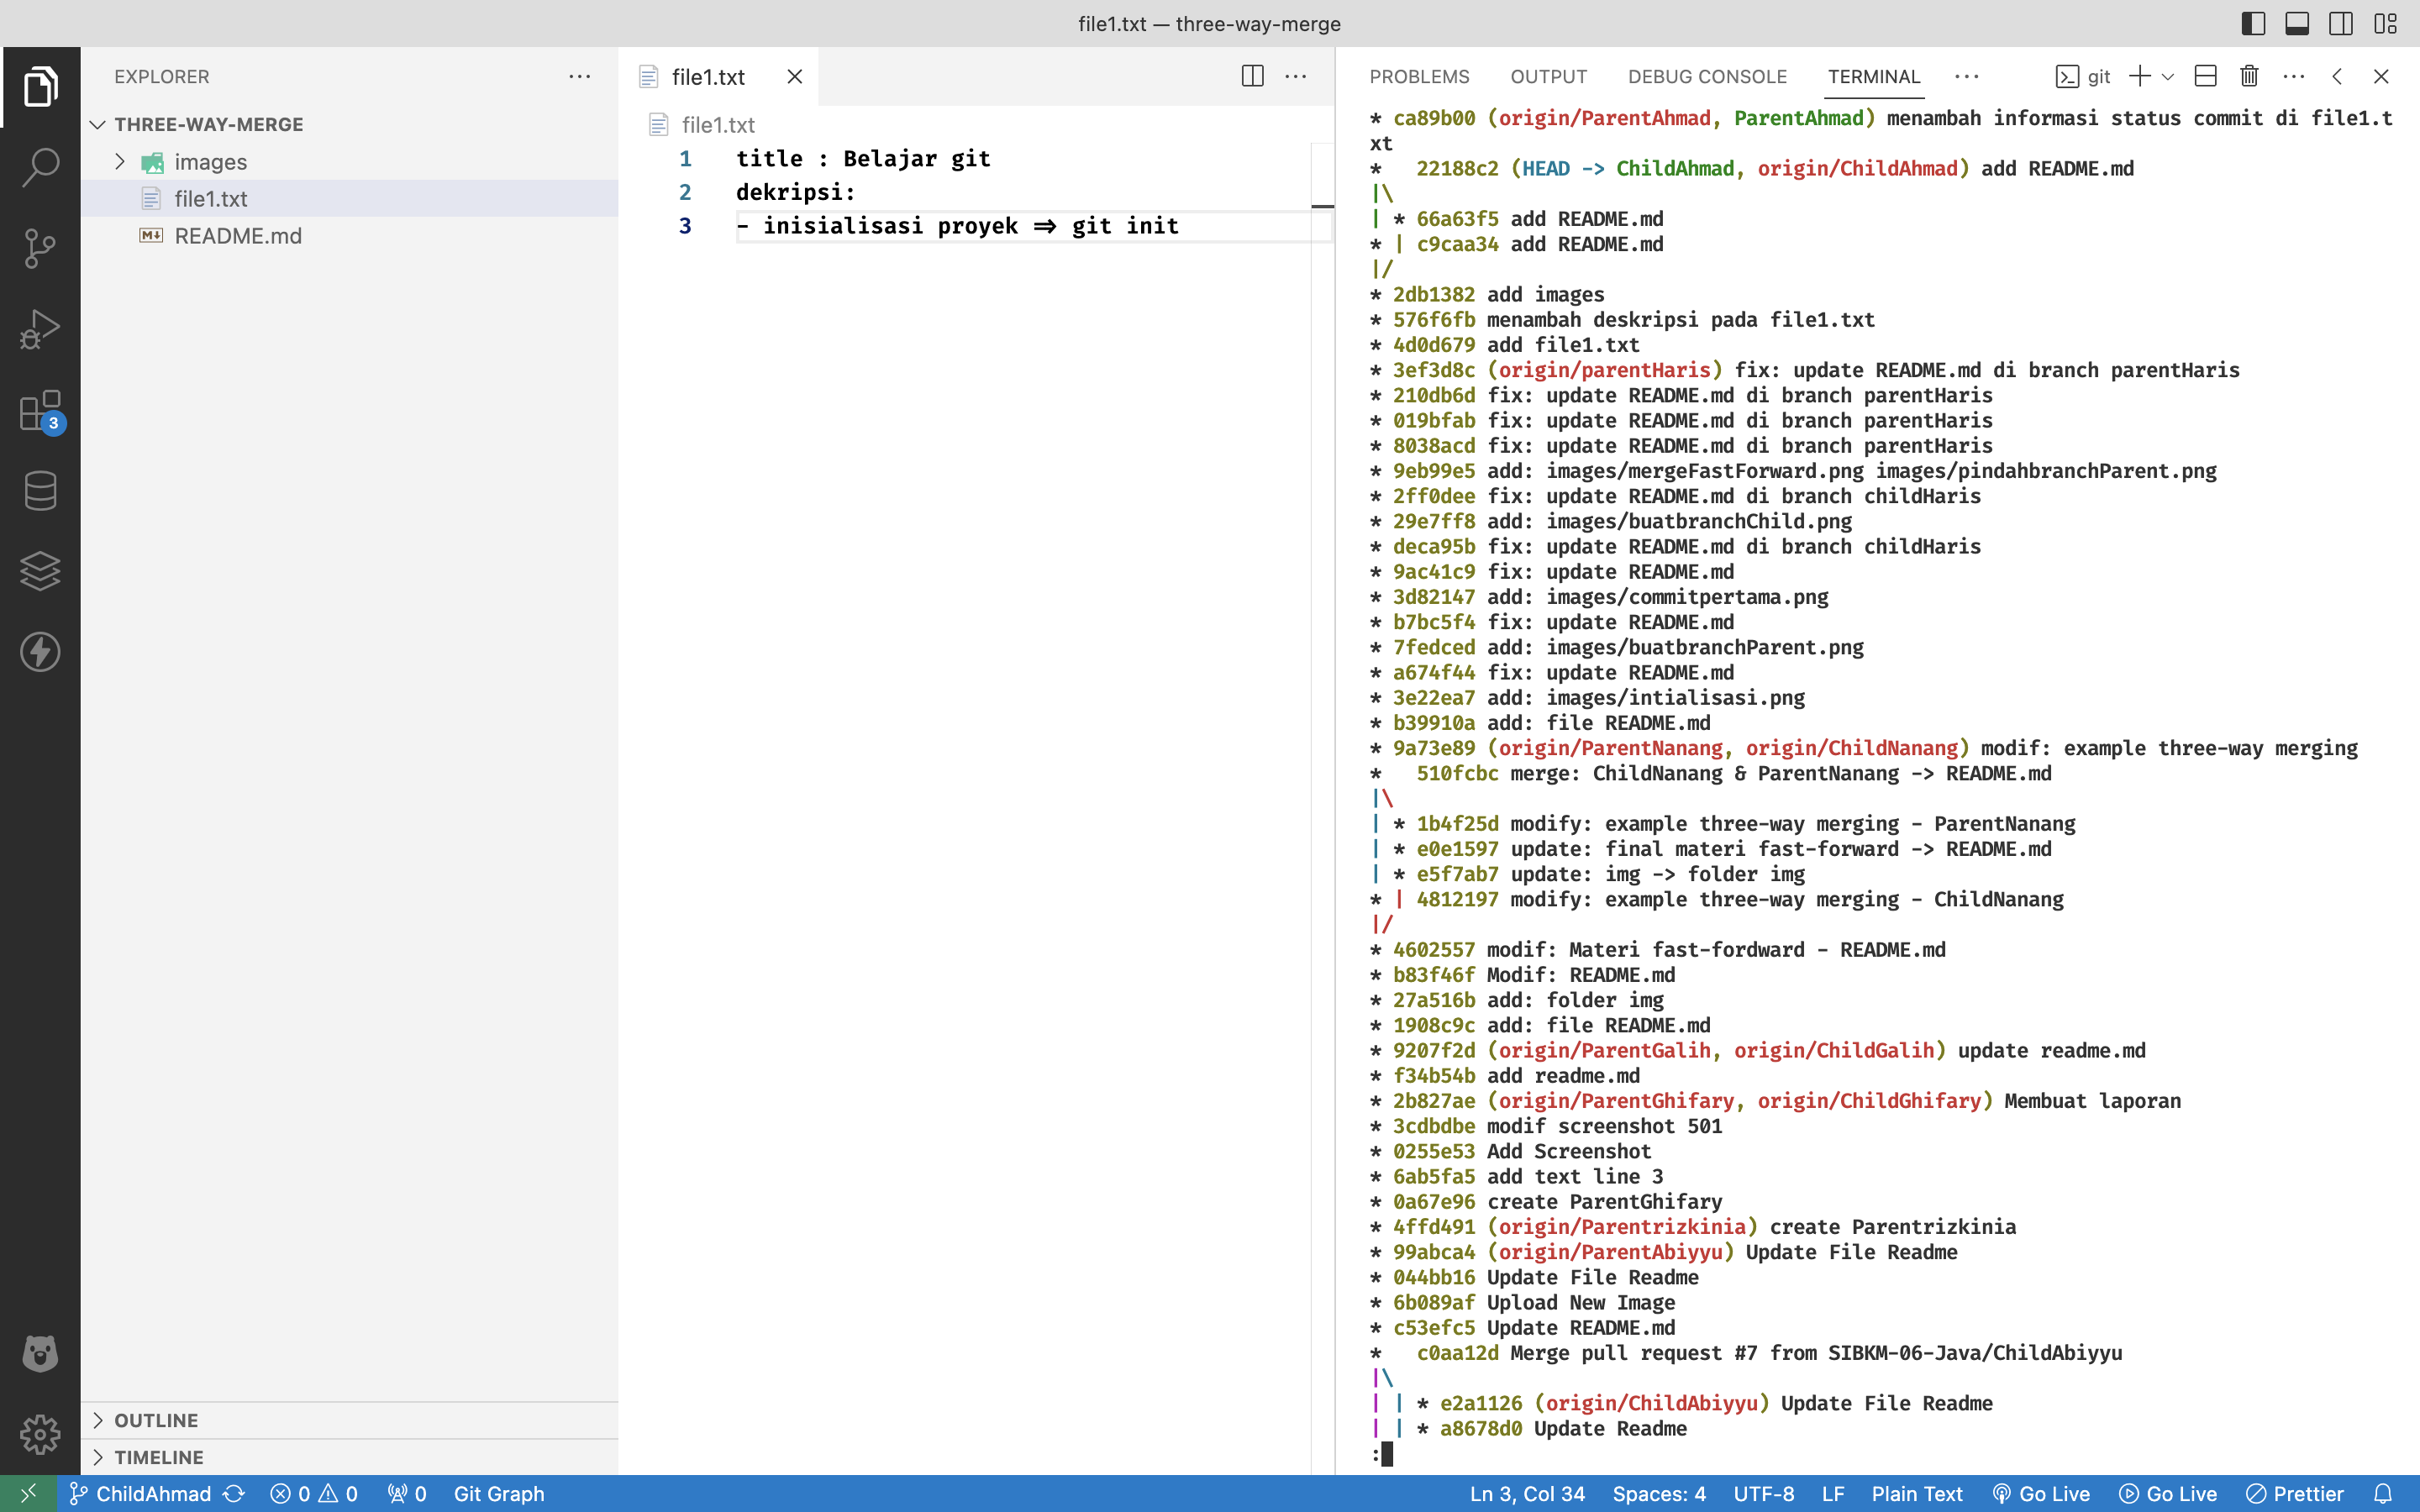 file1.txt — three-way-merge
EXPLORER
THREE-WAY-MERGE
images
file1.txt
README.md
OUTLINE
TIMELINE
3
file1.txt
file1.txt
1 title : Belajar git
2 dekripsi:
3 - inisialisasi proyek => git init
PROBLEMS OUTPUT DEBUG CONSOLE TERMINAL git
* ca89b00 (origin/ParentAhmad, ParentAhmad) menambah informasi status commit di file1.t
xt
*   22188c2 (HEAD -> ChildAhmad, origin/ChildAhmad) add README.md
|\
| * 66a63f5 add README.md
* | c9caa34 add README.md
|/
* 2db1382 add images
* 576f6fb menambah deskripsi pada file1.txt
* 4d0d679 add file1.txt
* 3ef3d8c (origin/parentHaris) fix: update README.md di branch parentHaris
* 210db6d fix: update README.md di branch parentHaris
* 019bfab fix: update README.md di branch parentHaris
* 8038acd fix: update README.md di branch parentHaris
* 9eb99e5 add: images/mergeFastForward.png images/pindahbranchParent.png
* 2ff0dee fix: update README.md di branch childHaris
* 29e7ff8 add: images/buatbranchChild.png
* deca95b fix: update README.md di branch childHaris
* 9ac41c9 fix: update README.md
* 3d82147 add: images/commitpertama.png
* b7bc5f4 fix: update README.md
* 7fedced add: images/buatbranchParent.png
* a674f44 fix: update README.md
* 3e22ea7 add: images/intialisasi.png
* b39910a add: file README.md
* 9a73e89 (origin/ParentNanang, origin/ChildNanang) modif: example three-way merging
*   510fcbc merge: ChildNanang & ParentNanang -> README.md
|\
| * 1b4f25d modify: example three-way merging - ParentNanang
| * e0e1597 update: final materi fast-forward -> README.md
| * e5f7ab7 update: img -> folder img
* | 4812197 modify: example three-way merging - ChildNanang
|/
* 4602557 modif: Materi fast-fordward - README.md
* b83f46f Modif: README.md
* 27a516b add: folder img
* 1908c9c add: file README.md
* 9207f2d (origin/ParentGalih, origin/ChildGalih) update readme.md
* f34b54b add readme.md
* 2b827ae (origin/ParentGhifary, origin/ChildGhifary) Membuat laporan
* 3cdbdbe modif screenshot 501
* 0255e53 Add Screenshot
* 6ab5fa5 add text line 3
* 0a67e96 create ParentGhifary
* 4ffd491 (origin/Parentrizkinia) create Parentrizkinia
* 99abca4 (origin/ParentAbiyyu) Update File Readme
* 044bb16 Update File Readme
* 6b089af Upload New Image
* c53efc5 Update README.md
*   c0aa12d Merge pull request #7 from SIBKM-06-Java/ChildAbiyyu
|\
| | * e2a1126 (origin/ChildAbiyyu) Update File Readme
| | * a8678d0 Update Readme
:
ChildAhmad 0 0 0 Git Graph Ln 3, Col 34 Spaces: 4 UTF-8 LF Plain Text Go Live Go Live Prettier